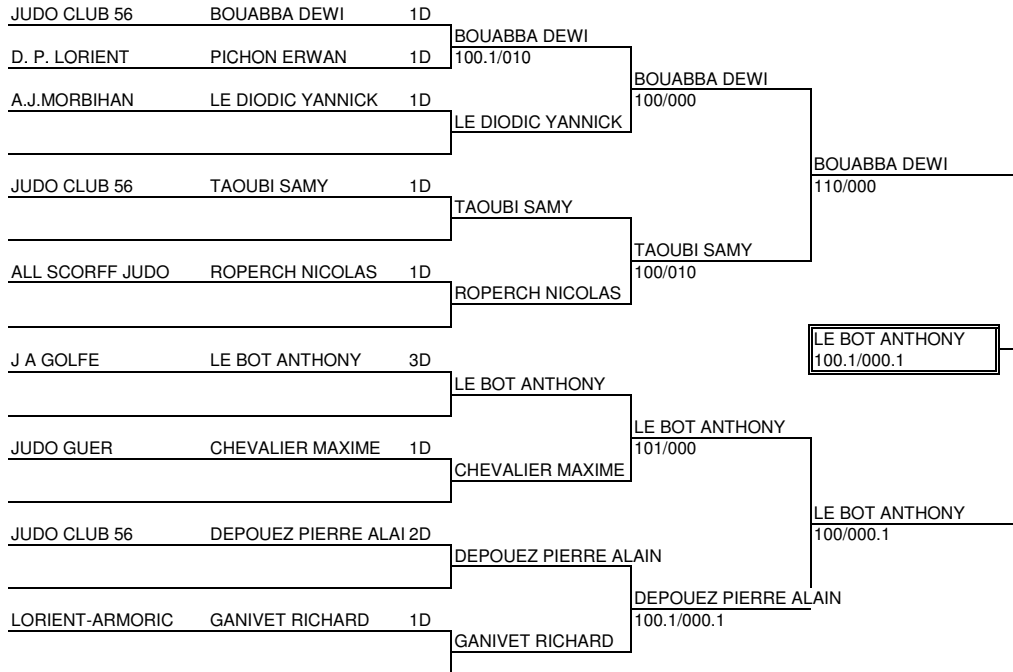 JUDO CLUB 56 BOUABBA DEWI 1D
BOUABBA DEWI
D. P. LORIENT PICHON ERWAN 1D 100.1/010
BOUABBA DEWI
A.J.MORBIHAN LE DIODIC YANNICK 1D 100/000
LE DIODIC YANNICK
BOUABBA DEWI
JUDO CLUB 56 TAOUBI SAMY 1D 110/000
TAOUBI SAMY
TAOUBI SAMY
ALL SCORFF JUDO ROPERCH NICOLAS 1D 100/010
ROPERCH NICOLAS
LE BOT ANTHONY
J A GOLFE LE BOT ANTHONY 3D 100.1/000.1
LE BOT ANTHONY
LE BOT ANTHONY
JUDO GUER CHEVALIER MAXIME 1D 101/000
CHEVALIER MAXIME
LE BOT ANTHONY
JUDO CLUB 56 DEPOUEZ PIERRE ALAI 2D 100/000.1
DEPOUEZ PIERRE ALAIN
DEPOUEZ PIERRE ALAIN
LORIENT-ARMORIC GANIVET RICHARD 1D 100.1/000.1
GANIVET RICHARD